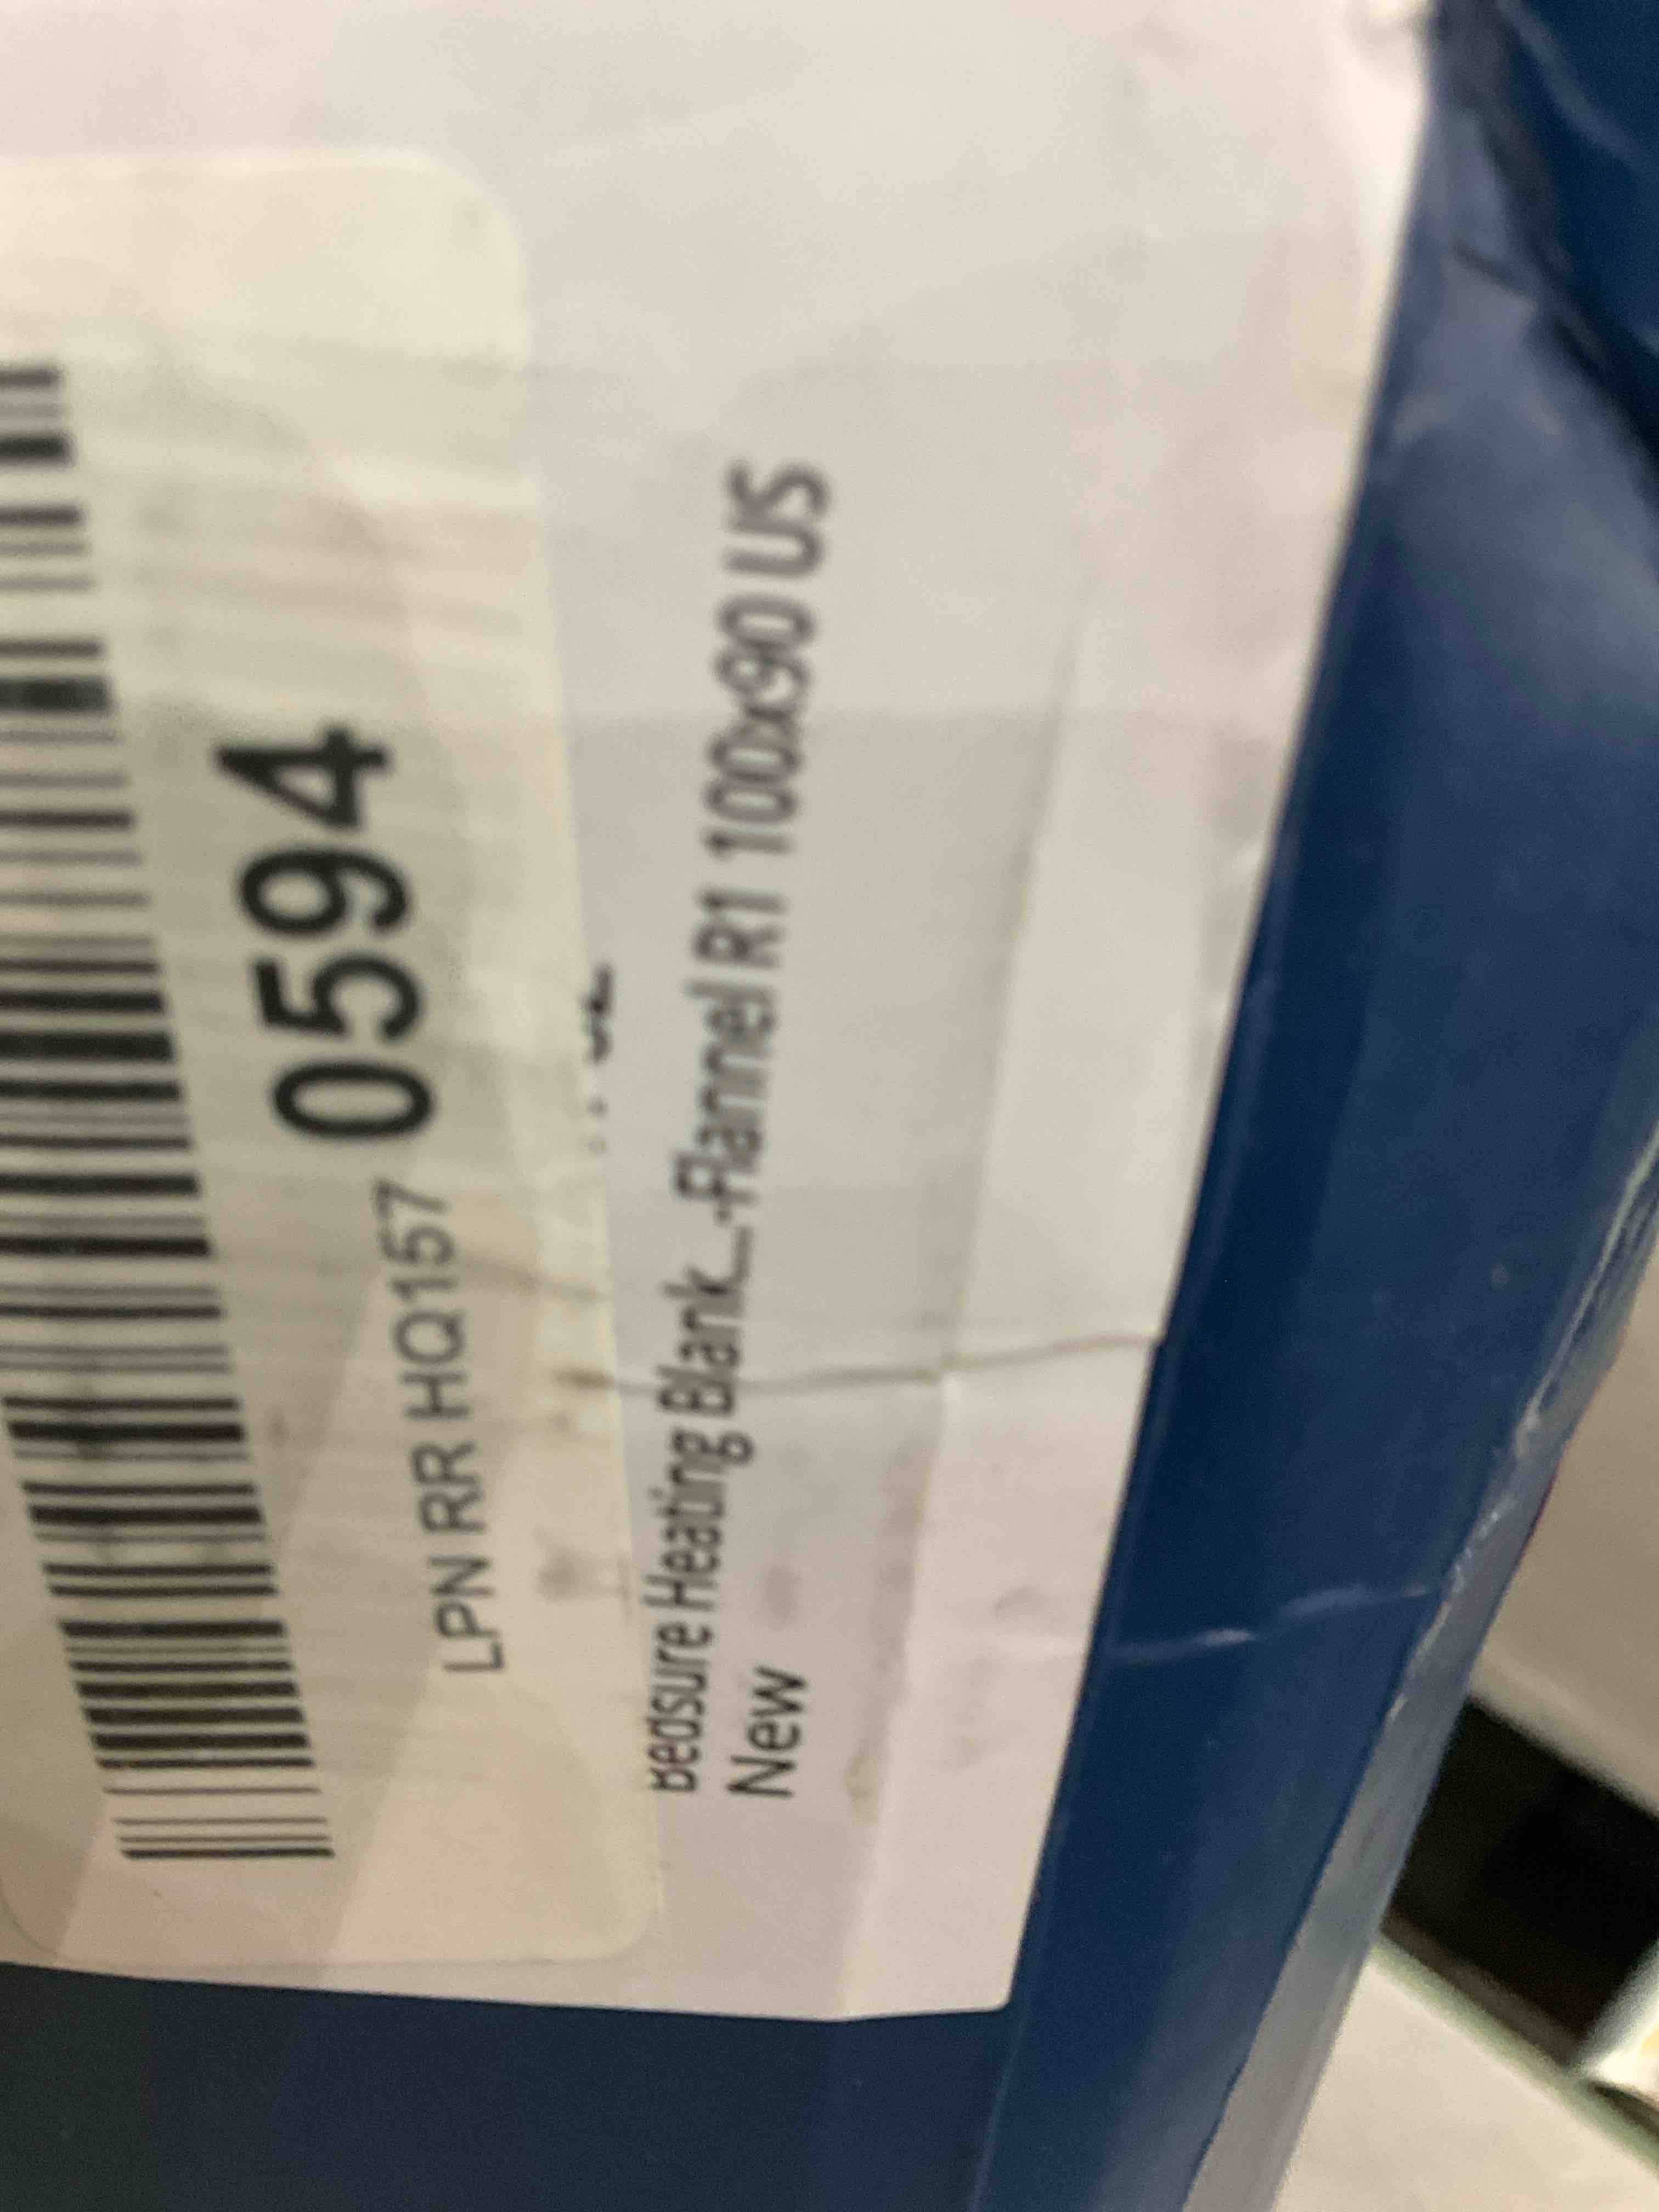 LPN RR HQ157 0594
Bedsure Heating Blank...-Flannel R1 100x90 US
New